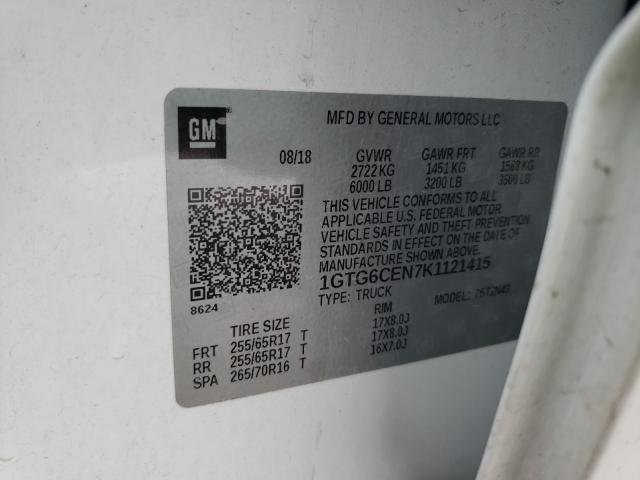 GM
MFD BY GENERAL MOTORS LLC
08/18 GVWR GAWR FRT GAWR RR
2722 KG 1451 KG 1588 KG
6000 LB 3200 LB 3500 LB
THIS VEHICLE CONFORMS TO ALL
APPLICABLE U.S. FEDERAL MOTOR
VEHICLE SAFETY AND THEFT PREVENTION
STANDARDS IN EFFECT ON THE DATE OF
MANUFACTURE SHOWN ABOVE.
1GTG6CEN7K1121415
TYPE: TRUCK MODEL:
8624
TIRE SIZE RIM
FRT 255/65R17 T 17X8.0J
RR 255/65R17 T 17X8.0J
SPA 265/70R16 T 16X7.0J